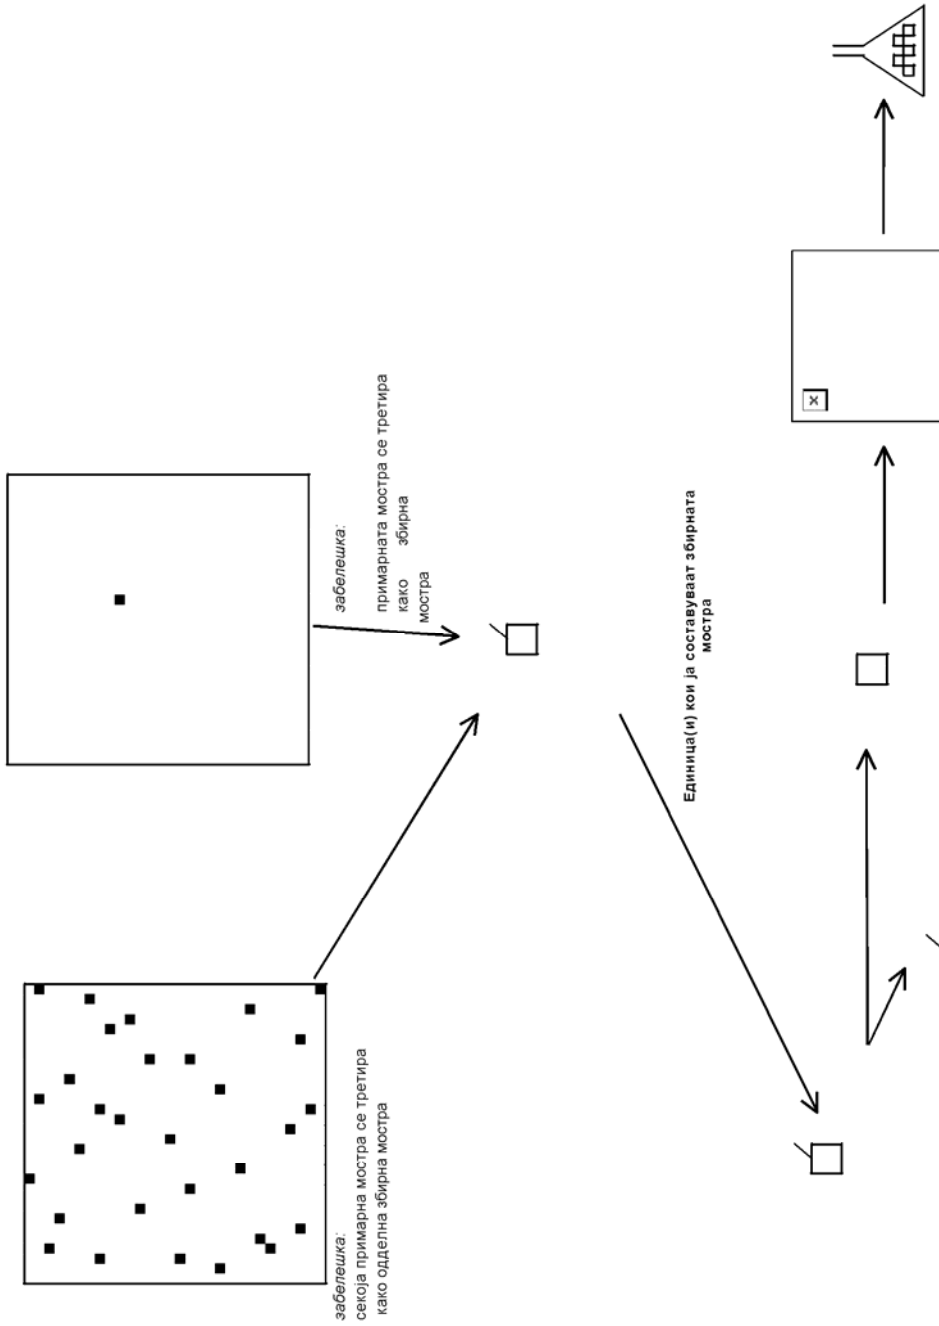 забелешка:
секоја примарна мостра се третира
како одделна збирна мостра
забелешка:
примарната мостра се третира
како збирна
мостра
Единица(и) кои ја составуваат збирната
мостра